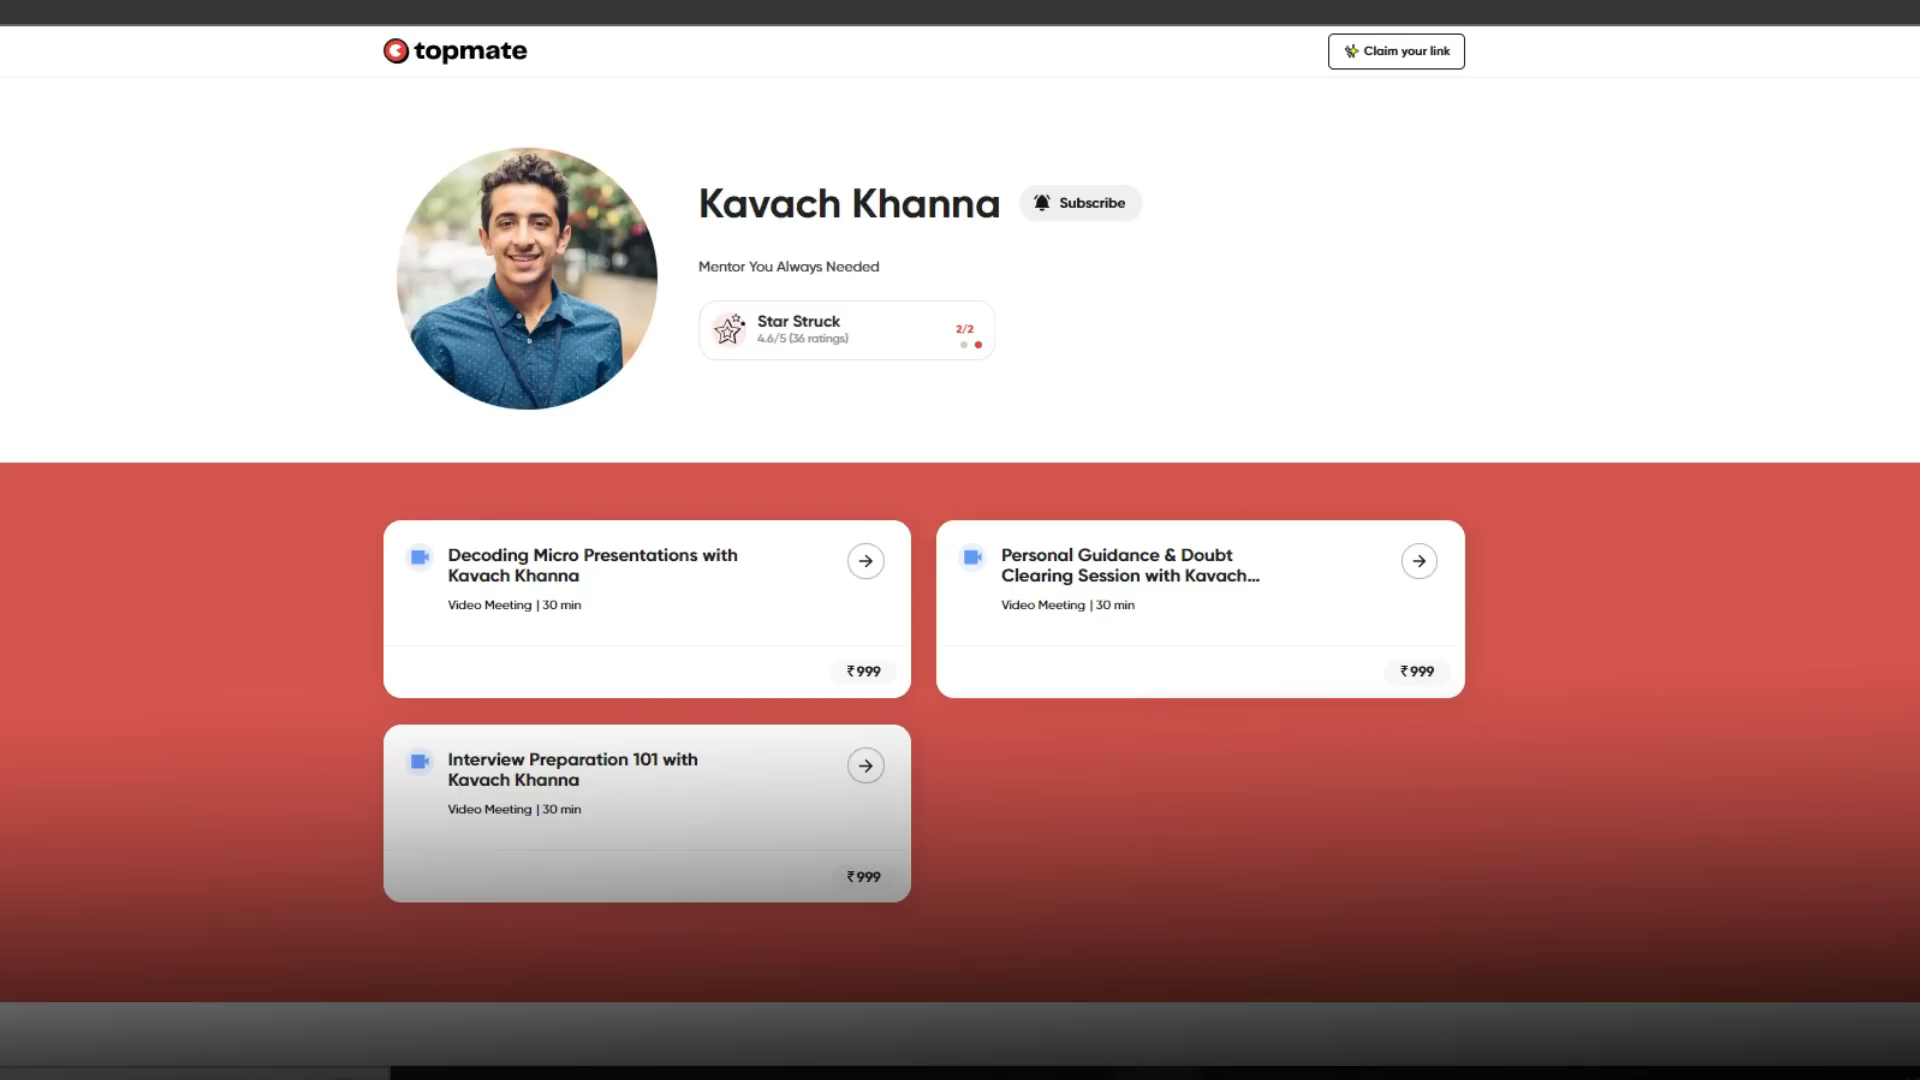 topmate
Claim your link
Kavach Khanna
Subscribe
Mentor You Always Needed
Star Struck
4.6/5 (36 ratings)
2/2
Decoding Micro Presentations with
Kavach Khanna
Video Meeting | 30 min
₹999
Personal Guidance & Doubt
Clearing Session with Kavach...
Video Meeting | 30 min
₹999
Interview Preparation 101 with
Kavach Khanna
Video Meeting | 30 min
₹999